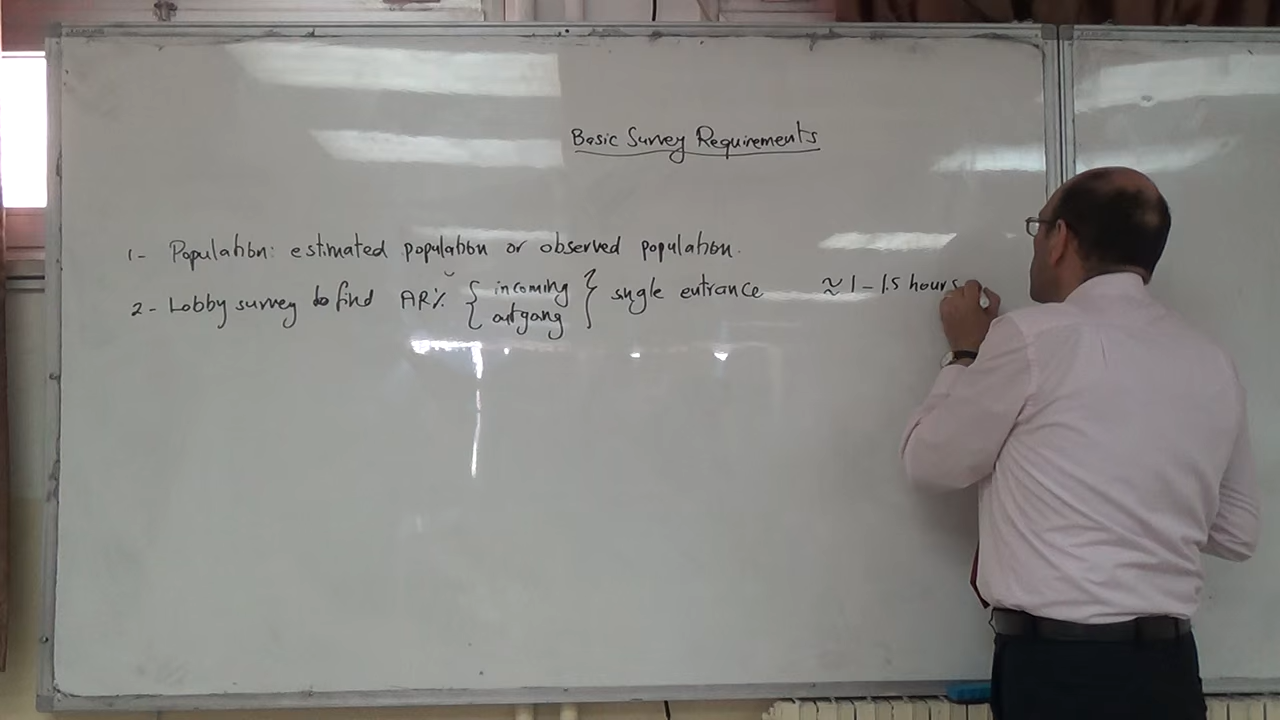 Basic Survey Requirements
1- Population: estimated population or observed population.
2- Lobby survey to find AR% { incoming outgoing } single entrance ≈ 1 - 1.5 hours